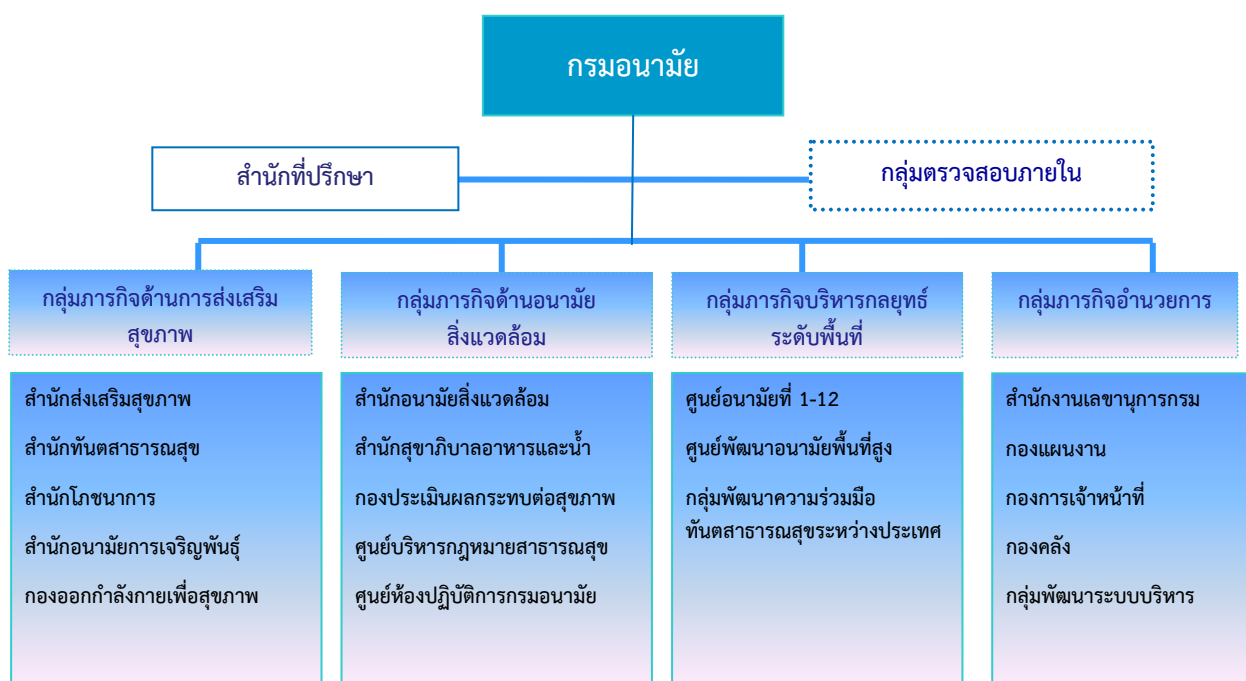 กรมอนามัย
สำนักที่ปรึกษา
กลุ่มตรวจสอบภายใน
กลุ่มภารกิจด้านการส่งเสริม
สุขภาพ
สำนักส่งเสริมสุขภาพ
สำนักทันตสาธารณสุข
สำนักโภชนาการ
สำนักอนามัยการเจริญพันธุ์
กองออกกำลังกายเพื่อสุขภาพ
กลุ่มภารกิจด้านอนามัย
สิ่งแวดล้อม
สำนักอนามัยสิ่งแวดล้อม
สำนักสุขาภิบาลอาหารและน้ำ
กองประเมินผลกระทบต่อสุขภาพ
ศูนย์บริหารกฎหมายสาธารณสุข
ศูนย์ห้องปฏิบัติการกรมอนามัย
กลุ่มภารกิจบริหารกลยุทธ์
ระดับพื้นที่
ศูนย์อนามัยที่ 1-12
ศูนย์พัฒนาอนามัยพื้นที่สูง
กลุ่มพัฒนาความร่วมมือ
ทันตสาธารณสุขระหว่างประเทศ
กลุ่มภารกิจอำนวยการ
สำนักงานเลขานุการกรม
กองแผนงาน
กองการเจ้าหน้าที่
กองคลัง
กลุ่มพัฒนาระบบบริหาร